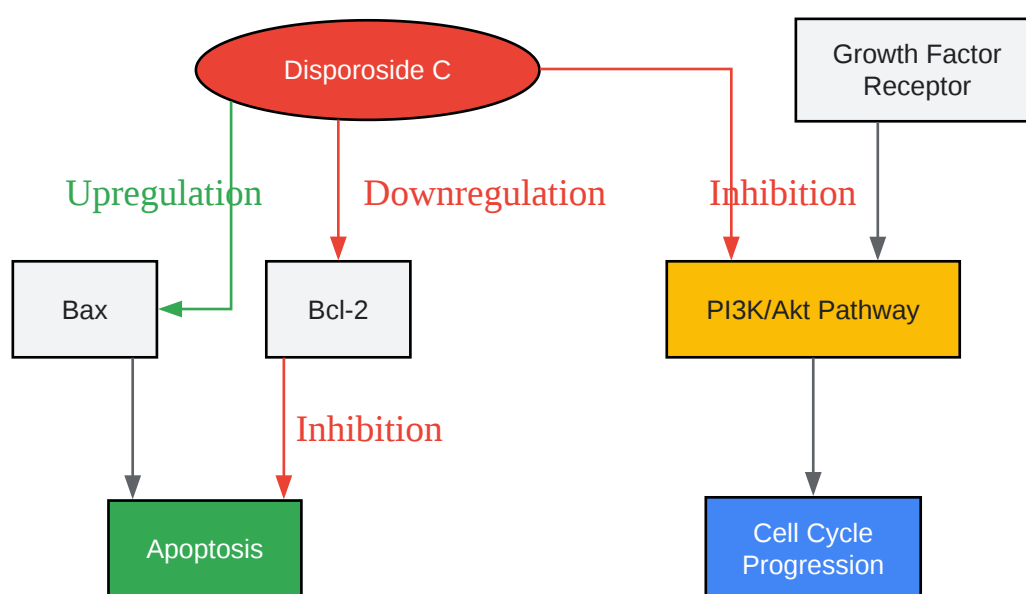 Disporoside C
Growth Factor
Receptor
Upregulation
Downregulation
Inhibition
Bax
Bcl-2
PI3K/Akt Pathway
Inhibition
Apoptosis
Cell Cycle
Progression